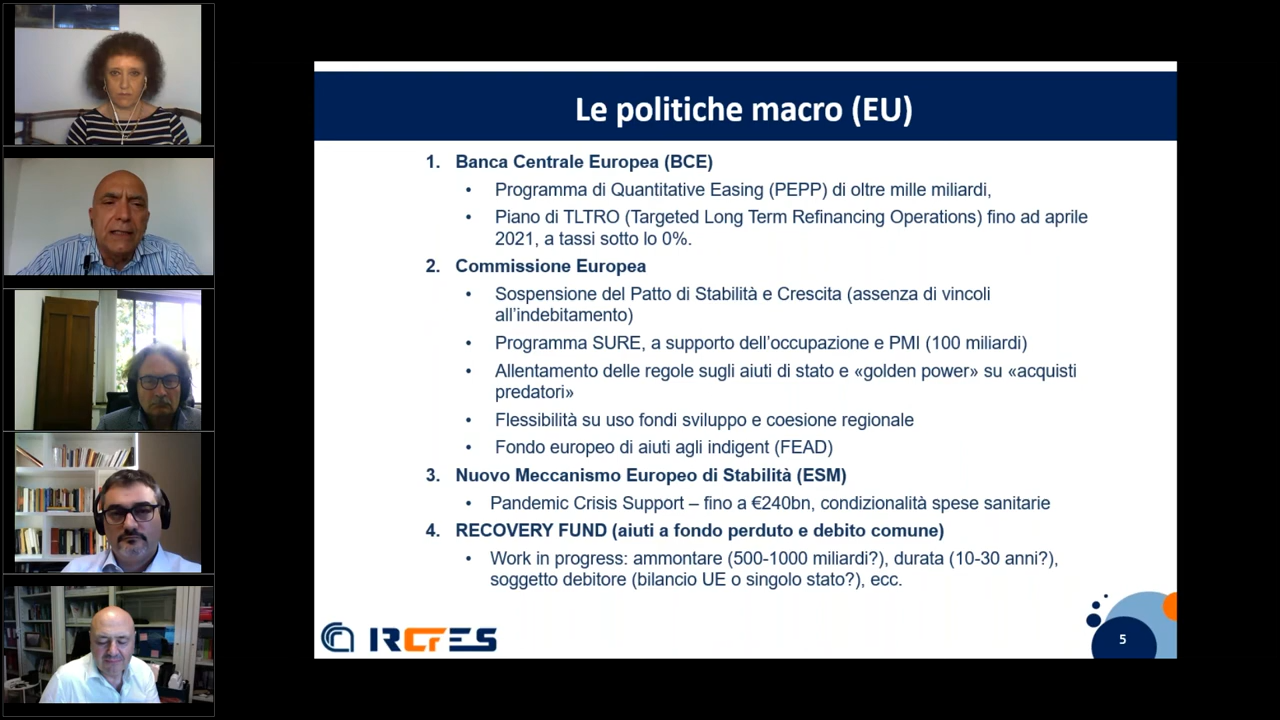 Le politiche macro (EU)
1. Banca Centrale Europea (BCE)
• Programma di Quantitative Easing (PEPP) di oltre mille miliardi,
• Piano di TLTRO (Targeted Long Term Refinancing Operations) fino ad aprile
2021, a tassi sotto lo 0%.
2. Commissione Europea
• Sospensione del Patto di Stabilità e Crescita (assenza di vincoli
all'indebitamento)
• Programma SURE, a supporto dell'occupazione e PMI (100 miliardi)
• Allentamento delle regole sugli aiuti di stato e «golden power» su «acquisti
predatori»
• Flessibilità su uso fondi sviluppo e coesione regionale
• Fondo europeo di aiuti agli indigent (FEAD)
3. Nuovo Meccanismo Europeo di Stabilità (ESM)
• Pandemic Crisis Support – fino a €240bn, condizionalità spese sanitarie
4. RECOVERY FUND (aiuti a fondo perduto e debito comune)
• Work in progress: ammontare (500-1000 miliardi?), durata (10-30 anni?),
soggetto debitore (bilancio UE o singolo stato?), ecc.
IRCrES
5